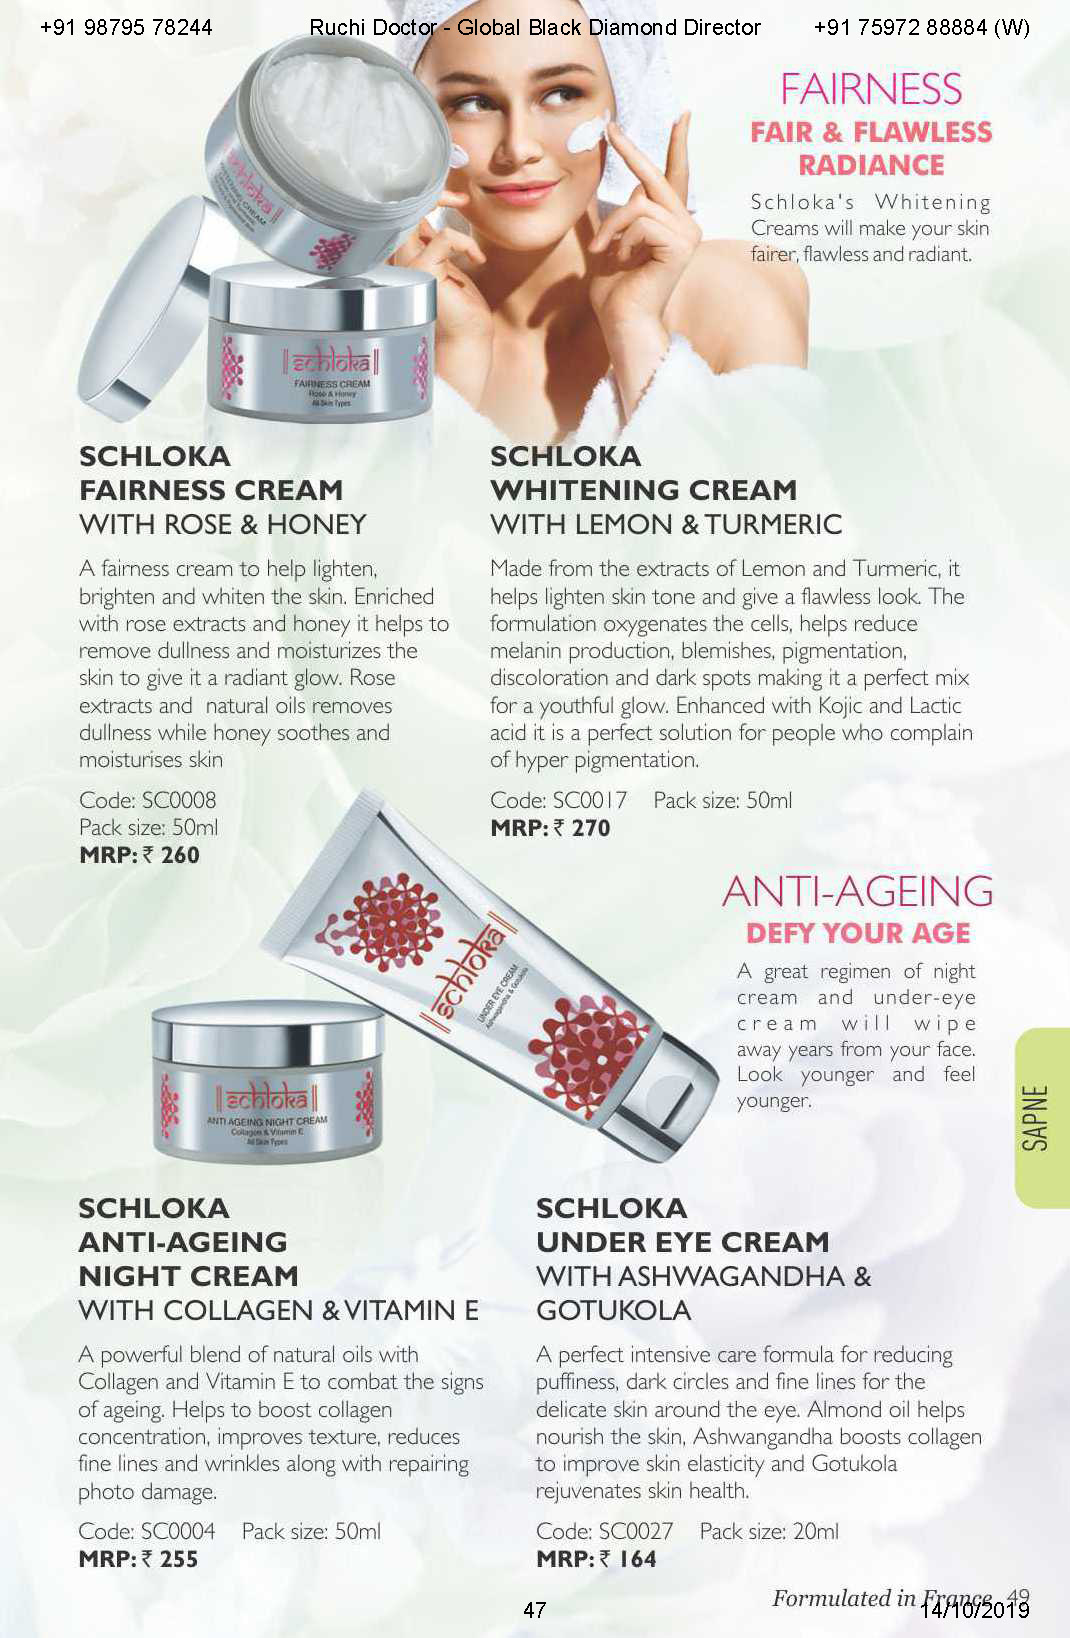 +91 98795 78244 Ruchi Doctor - Global Black Diamond Director +91 75972 88884 (W)
FAIRNESS
FAIR & FLAWLESS
RADIANCE
Schloka's Whitening
Creams will make your skin
fairer, flawless and radiant.
schloka
WHITENING CREAM
schloka
FAIRNESS CREAM
Rose & Honey
All Skin Types
SCHLOKA
FAIRNESS CREAM
WITH ROSE & HONEY
A fairness cream to help lighten,
brighten and whiten the skin. Enriched
with rose extracts and honey it helps to
remove dullness and moisturizes the
skin to give it a radiant glow. Rose
extracts and natural oils removes
dullness while honey soothes and
moisturises skin
Code: SC0008
Pack size: 50ml
MRP: ₹ 260
SCHLOKA
WHITENING CREAM
WITH LEMON & TURMERIC
Made from the extracts of Lemon and Turmeric, it
helps lighten skin tone and give a flawless look. The
formulation oxygenates the cells, helps reduce
melanin production, blemishes, pigmentation,
discoloration and dark spots making it a perfect mix
for a youthful glow. Enhanced with Kojic and Lactic
acid it is a perfect solution for people who complain
of hyper pigmentation.
Code: SC0017 Pack size: 50ml
MRP: ₹ 270
ANTI-AGEING
DEFY YOUR AGE
A great regimen of night
cream and under-eye
cream will wipe
away years from your face.
Look younger and feel
younger.
schloka
UNDER EYE CREAM
Ashwagandha & Gotukola
schloka
ANTI AGEING NIGHT CREAM
Collagen & Vitamin E
All Skin Types
SAPNE
SCHLOKA
ANTI-AGEING
NIGHT CREAM
WITH COLLAGEN & VITAMIN E
A powerful blend of natural oils with
Collagen and Vitamin E to combat the signs
of ageing. Helps to boost collagen
concentration, improves texture, reduces
fine lines and wrinkles along with repairing
photo damage.
Code: SC0004 Pack size: 50ml
MRP: ₹ 255
SCHLOKA
UNDER EYE CREAM
WITH ASHWAGANDHA &
GOTUKOLA
A perfect intensive care formula for reducing
puffiness, dark circles and fine lines for the
delicate skin around the eye. Almond oil helps
nourish the skin, Ashwangandha boosts collagen
to improve skin elasticity and Gotukola
rejuvenates skin health.
Code: SC0027 Pack size: 20ml
MRP: ₹ 164
Formulated in France 49
47 14/10/2019